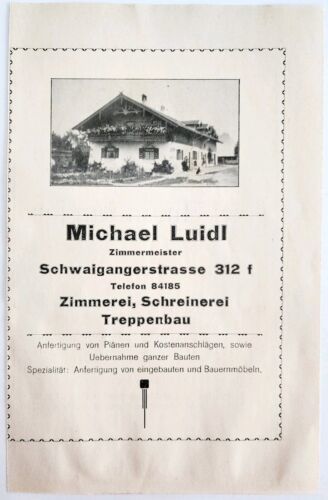 Michael Luidl
Zimmermeister
Schwaigangerstrasse 312 f
Telefon 84185
Zimmerei, Schreinerei
Treppenbau
Anfertigung von Plänen und Kostenanschlägen, sowie
Uebernahme ganzer Bauten
Spezialität: Anfertigung von eingebauten und Bauernmöbeln.